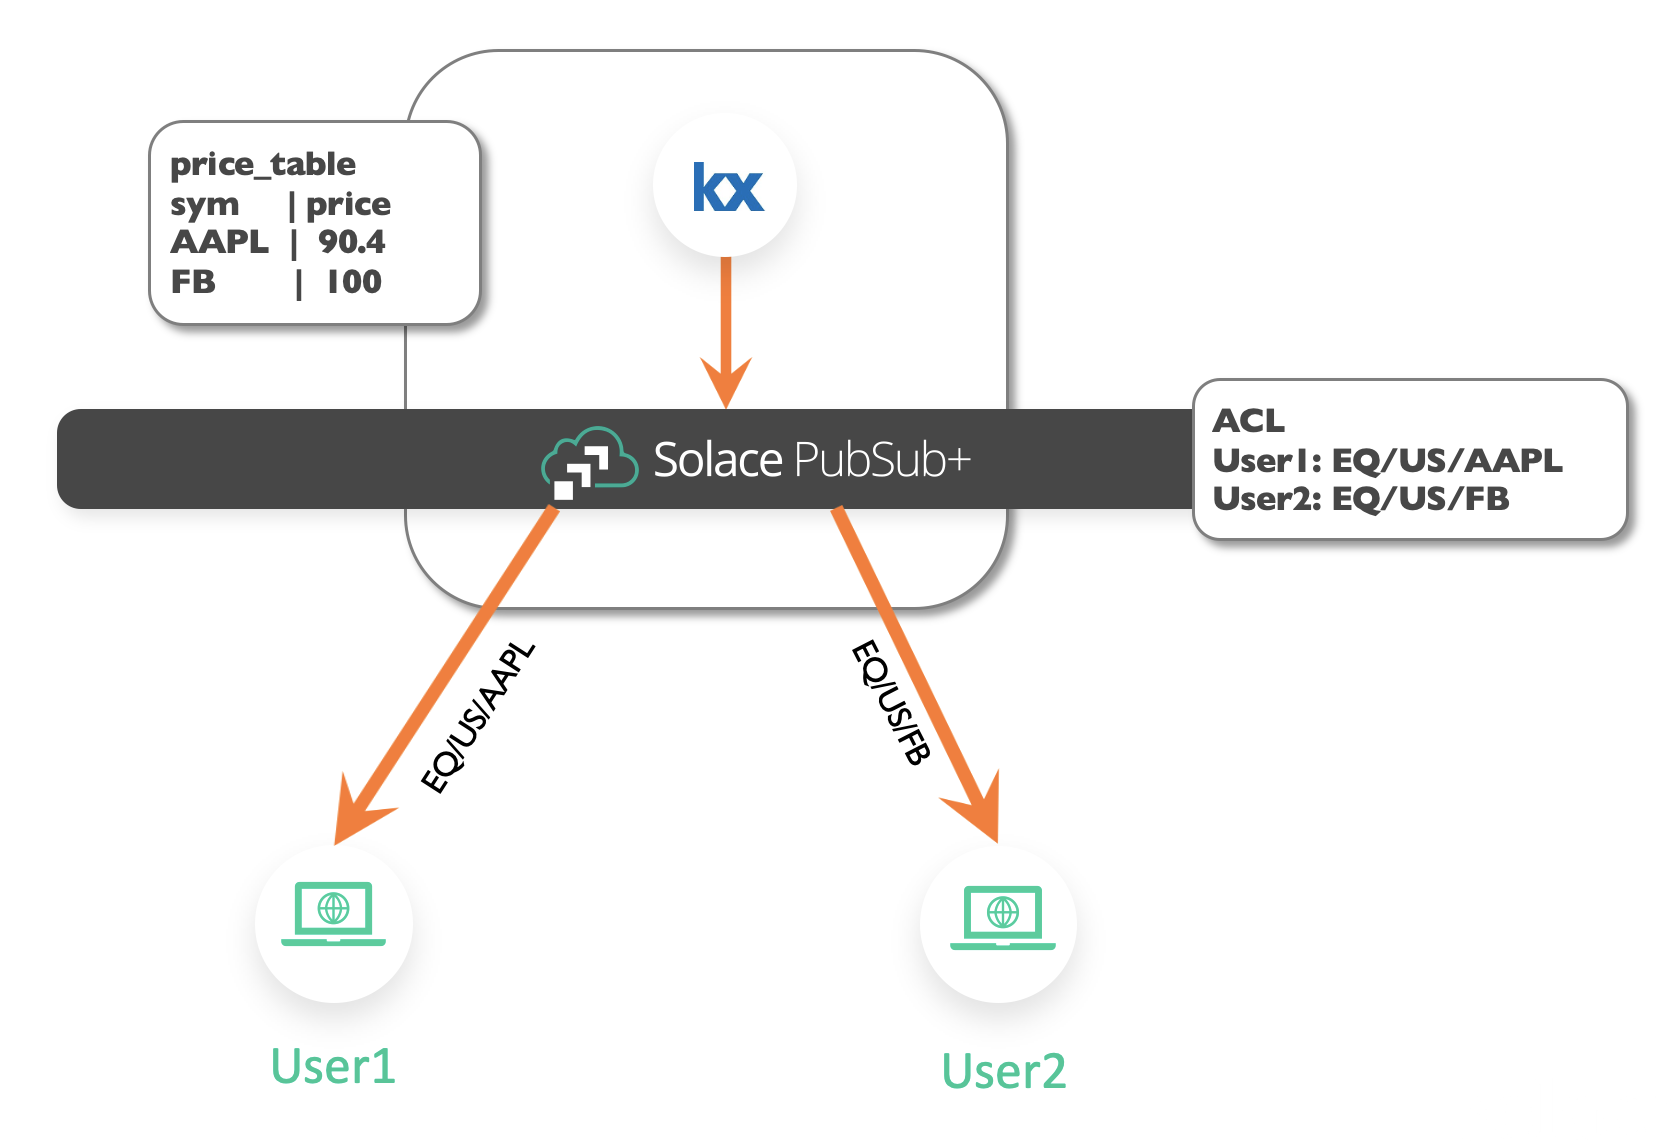 kx
price_table
sym | price
AAPL | 90.4
FB | 100
Solace PubSub+
ACL
User1: EQ/US/AAPL
User2: EQ/US/FB
EQ/US/AAPL
EQ/US/FB
User1
User2